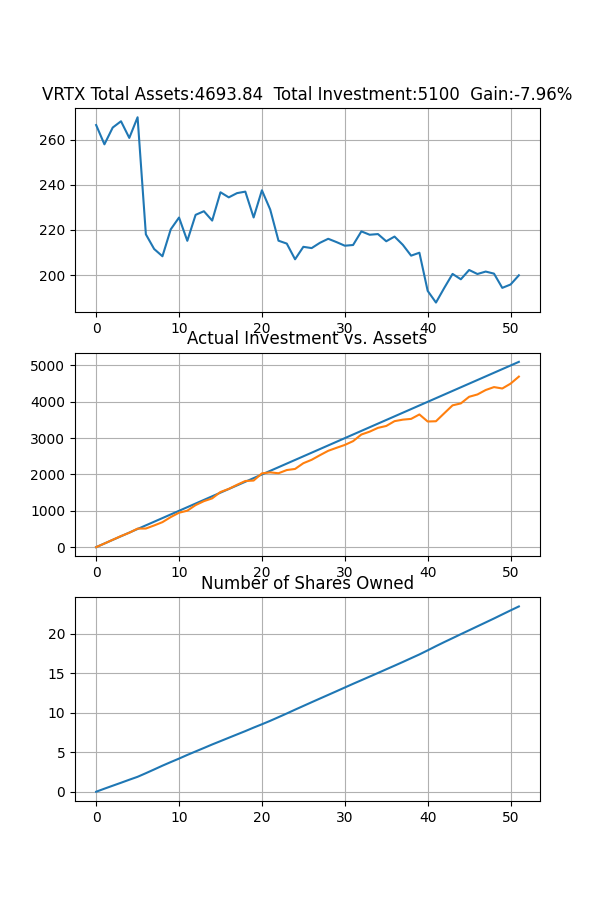 VRTX Total Assets:4693.84  Total Investment:5100  Gain:-7.96%
260
240
220
200
0 10 20 30 40 50
Actual Investment vs. Assets
5000
4000
3000
2000
1000
0
0 10 20 30 40 50
Number of Shares Owned
20
15
10
5
0
0 10 20 30 40 50